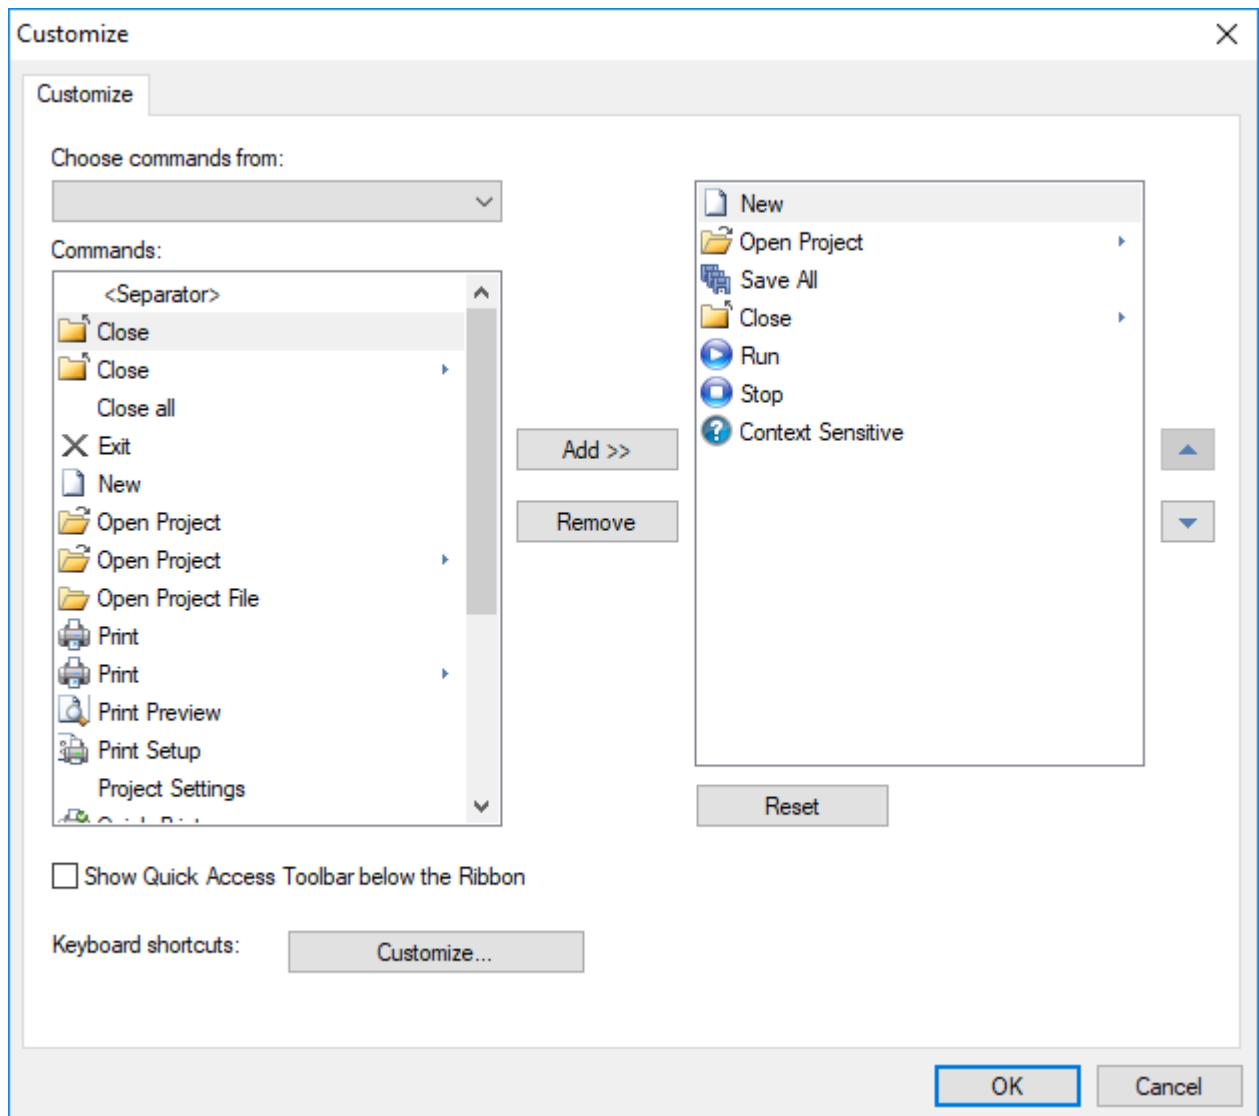 Customize
Customize
Choose commands from:
Commands:
<Separator>
Close
Close
Close all
Exit
New
Open Project
Open Project
Open Project File
Print
Print
Print Preview
Print Setup
Project Settings
Add >>
Remove
New
Open Project
Save All
Close
Run
Stop
Context Sensitive
Reset
Show Quick Access Toolbar below the Ribbon
Keyboard shortcuts:
Customize...
OK
Cancel